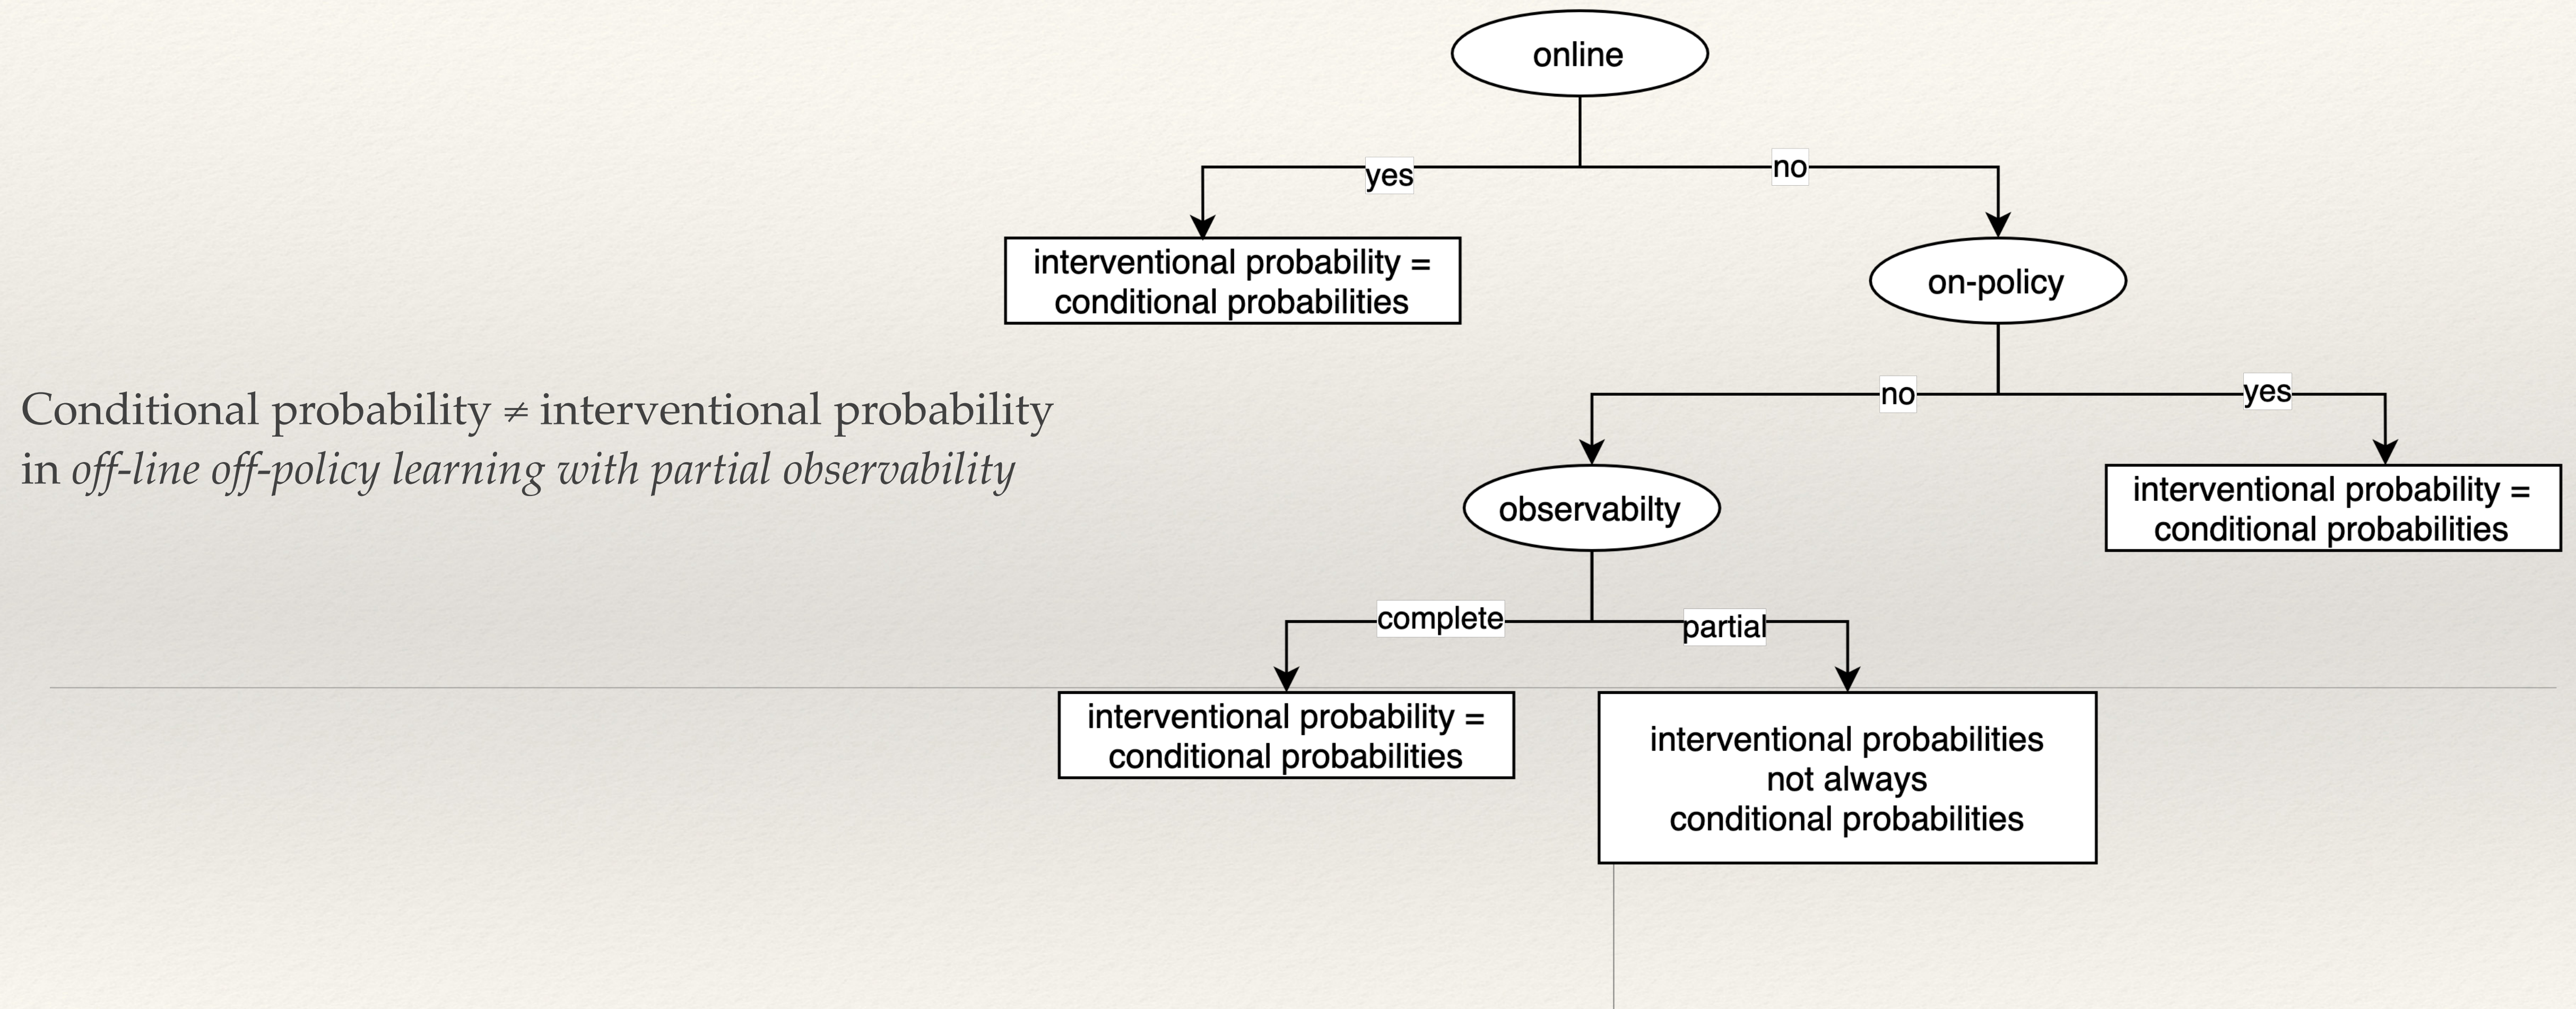 online
yes
no
interventional probability =
conditional probabilities
on-policy
Conditional probability ≠ interventional probability
in off-line off-policy learning with partial observability
no
yes
observabilty
interventional probability =
conditional probabilities
complete
partial
interventional probability =
conditional probabilities
interventional probabilities
not always
conditional probabilities